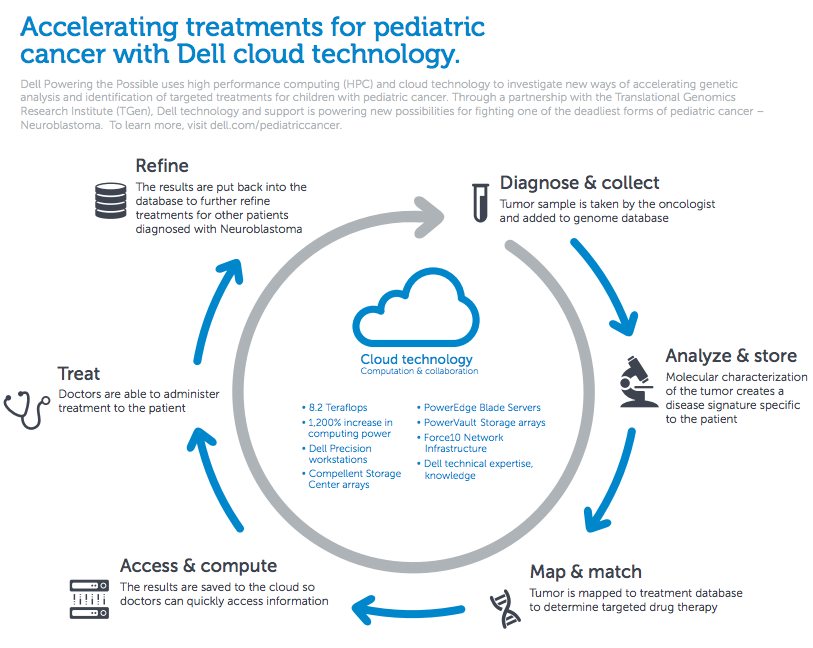 Accelerating treatments for pediatric
cancer with Dell cloud technology.
Dell Powering the Possible uses high performance computing (HPC) and cloud technology to investigate new ways of accelerating genetic
analysis and identification of targeted treatments for children with pediatric cancer. Through a partnership with the Translational Genomics
Research Institute (TGen), Dell technology and support is powering new possibilities for fighting one of the deadliest forms of pediatric cancer –
Neuroblastoma. To learn more, visit dell.com/pediatriccancer.
Refine
The results are put back into the
database to further refine
treatments for other patients
diagnosed with Neuroblastoma
Diagnose & collect
Tumor sample is taken by the oncologist
and added to genome database
Analyze & store
Molecular characterization
of the tumor creates a
disease signature specific
to the patient
Map & match
Tumor is mapped to treatment database
to determine targeted drug therapy
Access & compute
The results are saved to the cloud so
doctors can quickly access information
Treat
Doctors are able to administer
treatment to the patient
Cloud technology
Computation & collaboration
• 8.2 Teraflops
• 1,200% increase in
computing power
• Dell Precision
workstations
• Compellent Storage
Center arrays
• PowerEdge Blade Servers
• PowerVault Storage arrays
• Force10 Network
Infrastructure
• Dell technical expertise,
knowledge